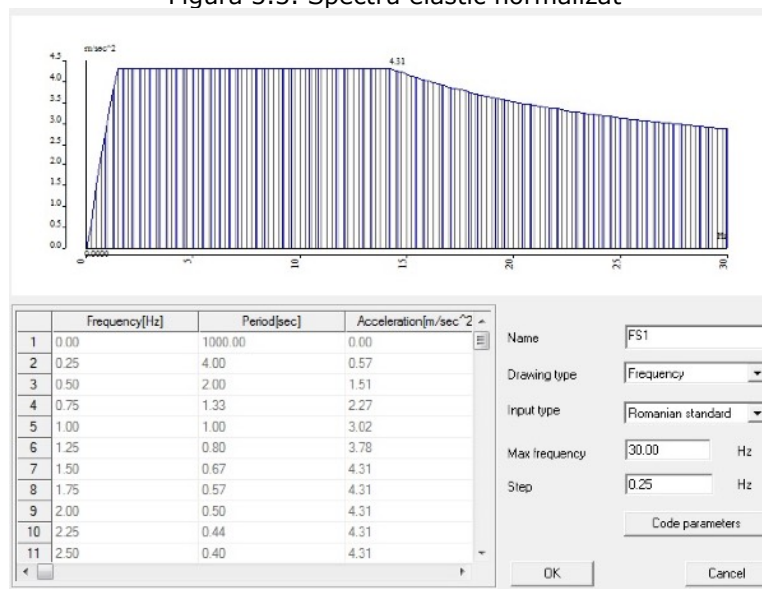 Figura 5.5. Spectru elastic normalizat
m/sec^2
4.5
4.0
3.5
3.0
2.5
2.0
1.5
1.0
0.5
0.0
4.31
Hz
0.0000
0.
5.
10.
15.
20.
25.
30.
Frequency[Hz] Period[sec] Acceleration[m/sec^2
1 0.00 1000.00 0.00
2 0.25 4.00 0.57
3 0.50 2.00 1.51
4 0.75 1.33 2.27
5 1.00 1.00 3.02
6 1.25 0.80 3.78
7 1.50 0.67 4.31
8 1.75 0.57 4.31
9 2.00 0.50 4.31
10 2.25 0.44 4.31
11 2.50 0.40 4.31
Name FS1
Drawing type Frequency
Input type Romanian standard
Max frequency 30.00 Hz
Step 0.25 Hz
Code parameters
OK Cancel